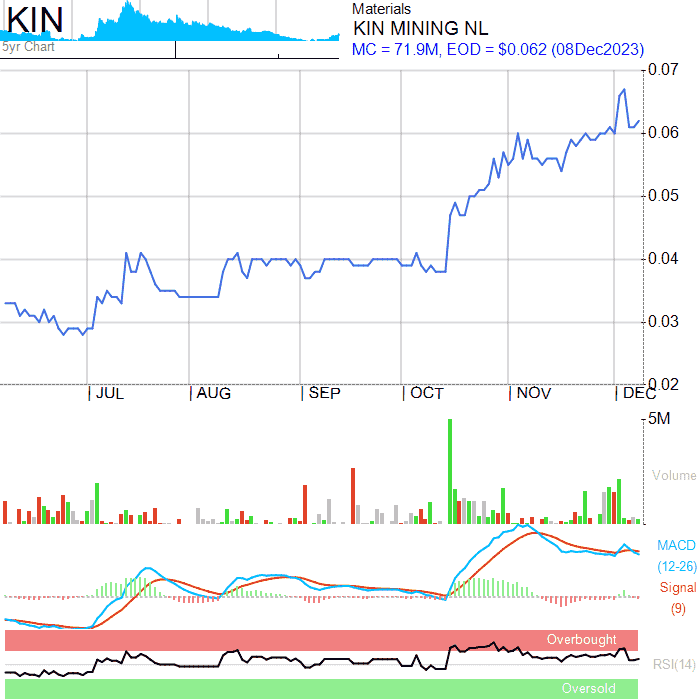 KIN
5yr Chart
Materials
KIN MINING NL
MC = 71.9M, EOD = $0.062 (08Dec2023)
0.07
0.06
0.05
0.04
0.03
0.02
JUL
AUG
SEP
OCT
NOV
DEC
5M
Volume
MACD
(12-26)
Signal
(9)
Overbought
RSI(14)
Oversold